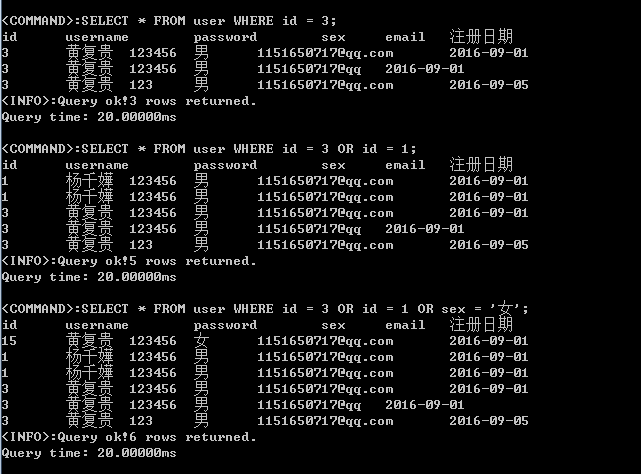 <COMMAND>:SELECT * FROM user WHERE id = 3;
id username password sex email 注册日期
3 黄复贵 123456 男 1151650717@qq.com 2016-09-01
3 黄复贵 123456 男 1151650717@qq 2016-09-01
3 黄复贵 123 男 1151650717@qq.com 2016-09-05
<INFO>:Query ok!3 rows returned.
Query time: 20.00000ms
<COMMAND>:SELECT * FROM user WHERE id = 3 OR id = 1;
id username password sex email 注册日期
1 杨千嬅 123456 男 1151650717@qq.com 2016-09-01
1 杨千嬅 123456 男 1151650717@qq.com 2016-09-01
3 黄复贵 123456 男 1151650717@qq.com 2016-09-01
3 黄复贵 123456 男 1151650717@qq 2016-09-01
3 黄复贵 123 男 1151650717@qq.com 2016-09-05
<INFO>:Query ok!5 rows returned.
Query time: 20.00000ms
<COMMAND>:SELECT * FROM user WHERE id = 3 OR id = 1 OR sex = '女';
id username password sex email 注册日期
15 黄复贵 123456 女 1151650717@qq.com 2016-09-01
1 杨千嬅 123456 男 1151650717@qq.com 2016-09-01
1 杨千嬅 123456 男 1151650717@qq.com 2016-09-01
3 黄复贵 123456 男 1151650717@qq.com 2016-09-01
3 黄复贵 123456 男 1151650717@qq 2016-09-01
3 黄复贵 123 男 1151650717@qq.com 2016-09-05
<INFO>:Query ok!6 rows returned.
Query time: 20.00000ms